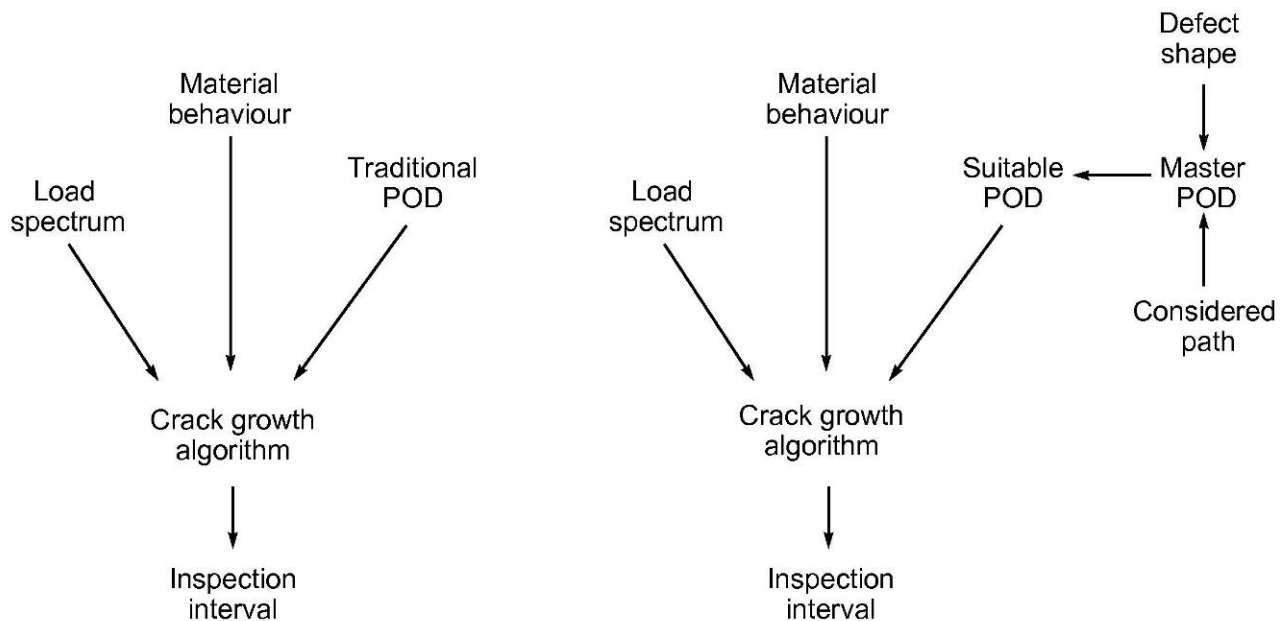 Material
behaviour
Traditional
POD
Load
spectrum
Crack growth
algorithm
Inspection
interval
Defect
shape
Material
behaviour
Suitable
POD
Master
POD
Load
spectrum
Considered
path
Crack growth
algorithm
Inspection
interval